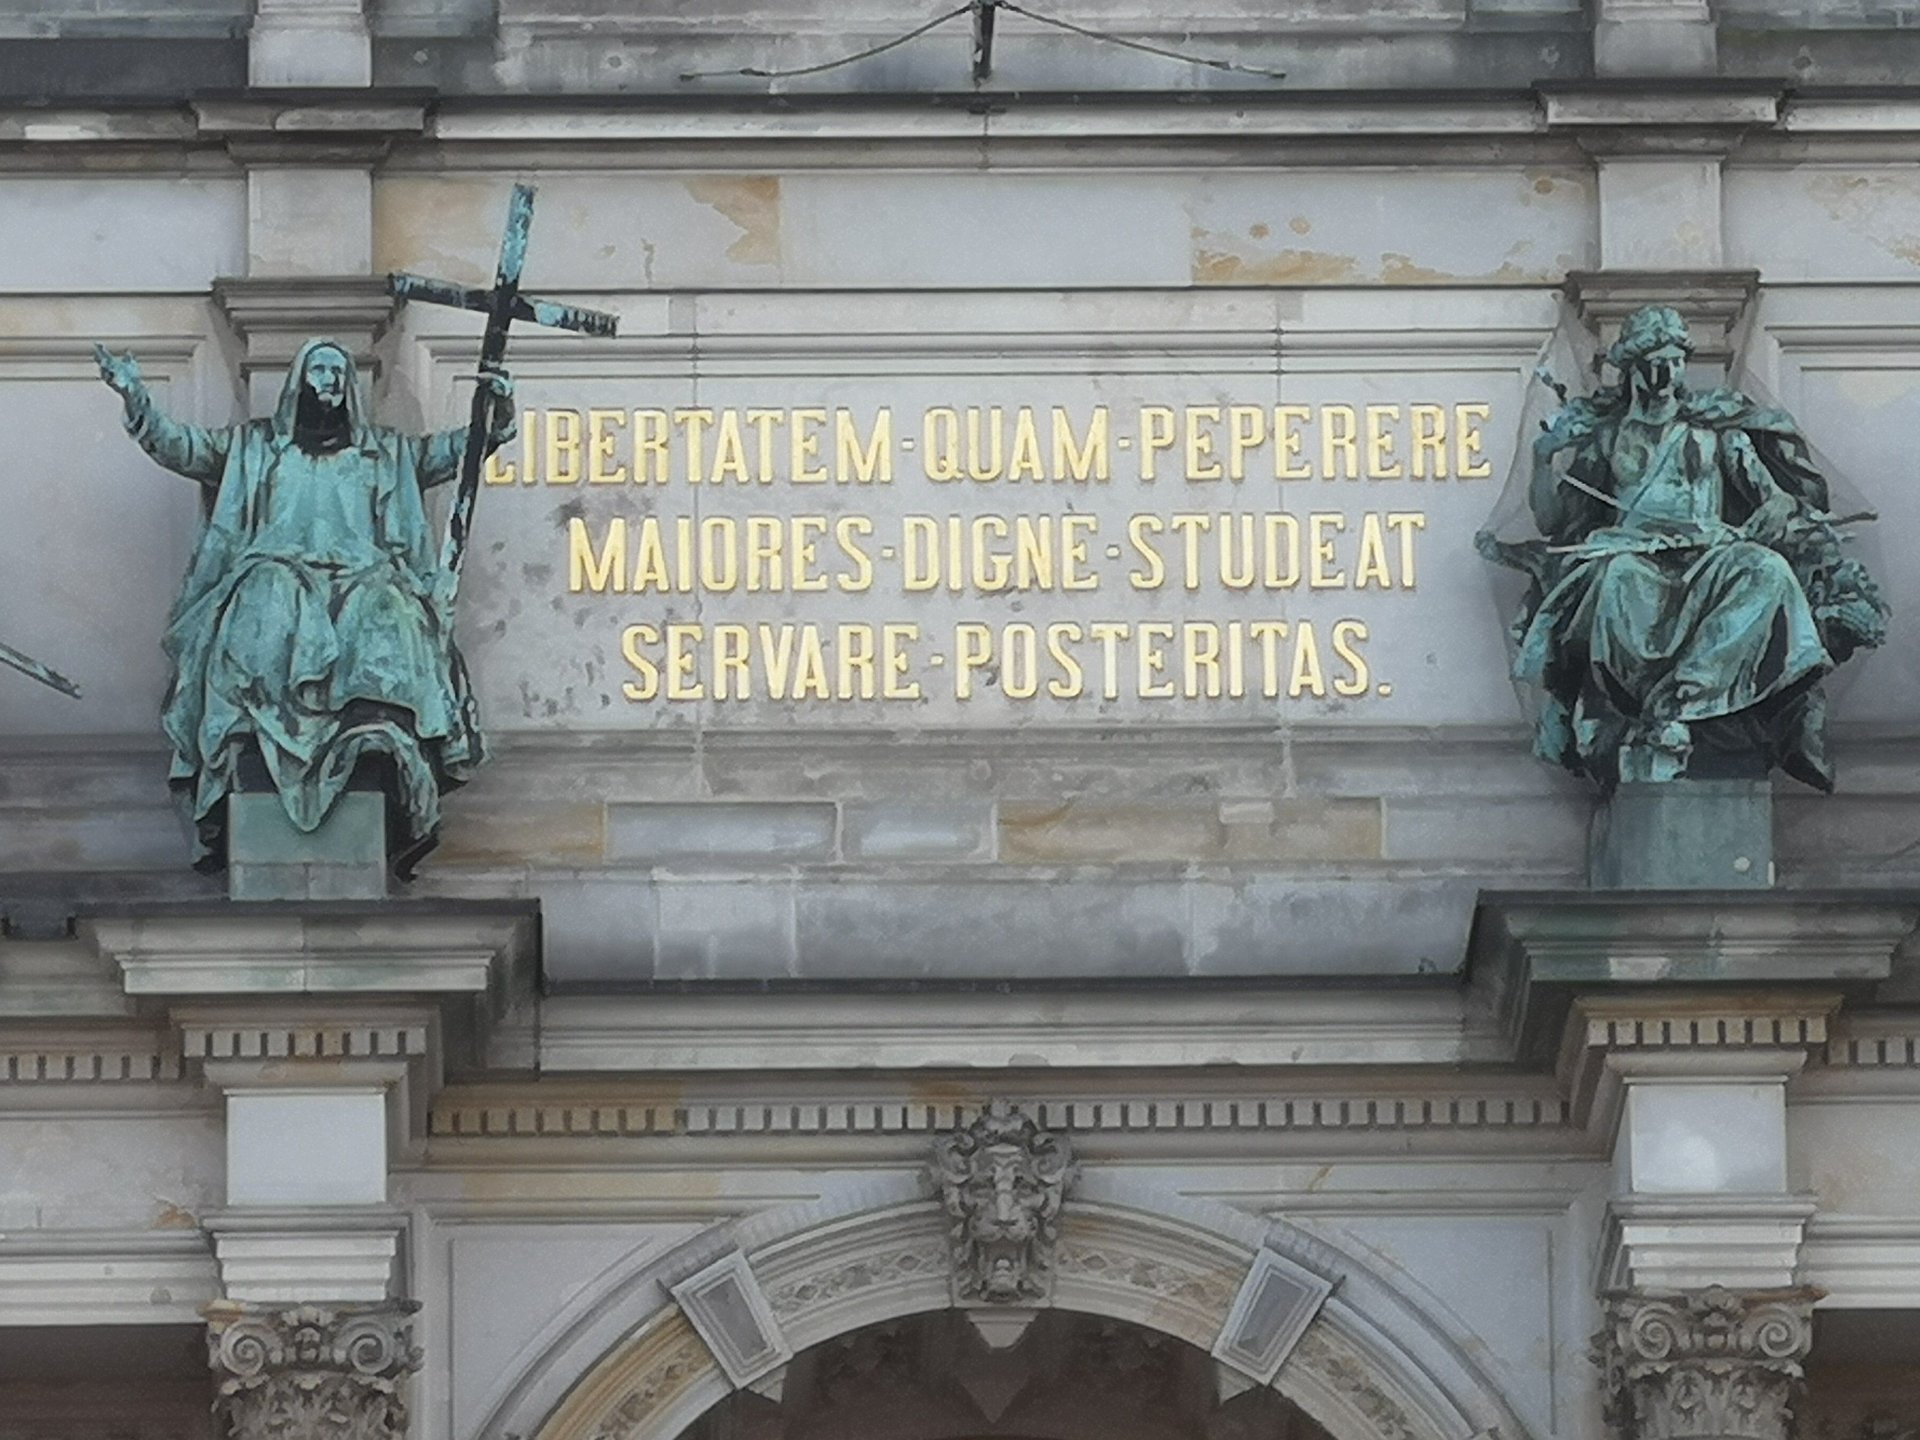 LIBERTATEM·QUAM·PEPERERE
MAIORES·DIGNE·STUDEAT
SERVARE·POSTERITAS.